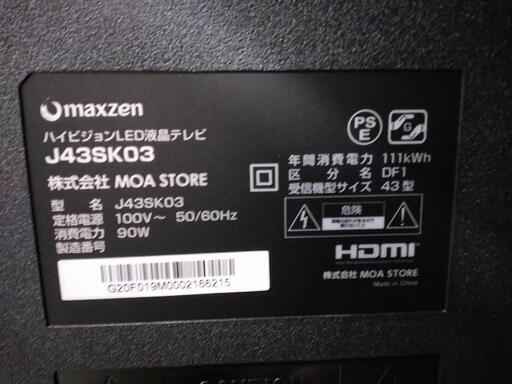 maxzen
ハイビジョンLED液晶テレビ
J43SK03
株式会社 MOA STORE
型名 J43SK03
定格電源 100V～ 50/60Hz
消費電力 90W
製造番号
G20F019M0002166215
PS
E
G
年間消費電力 111kWh
区分名 DF1
受信機型サイズ 43型
危険
HDMI
株式会社 MOA STORE
Made in China